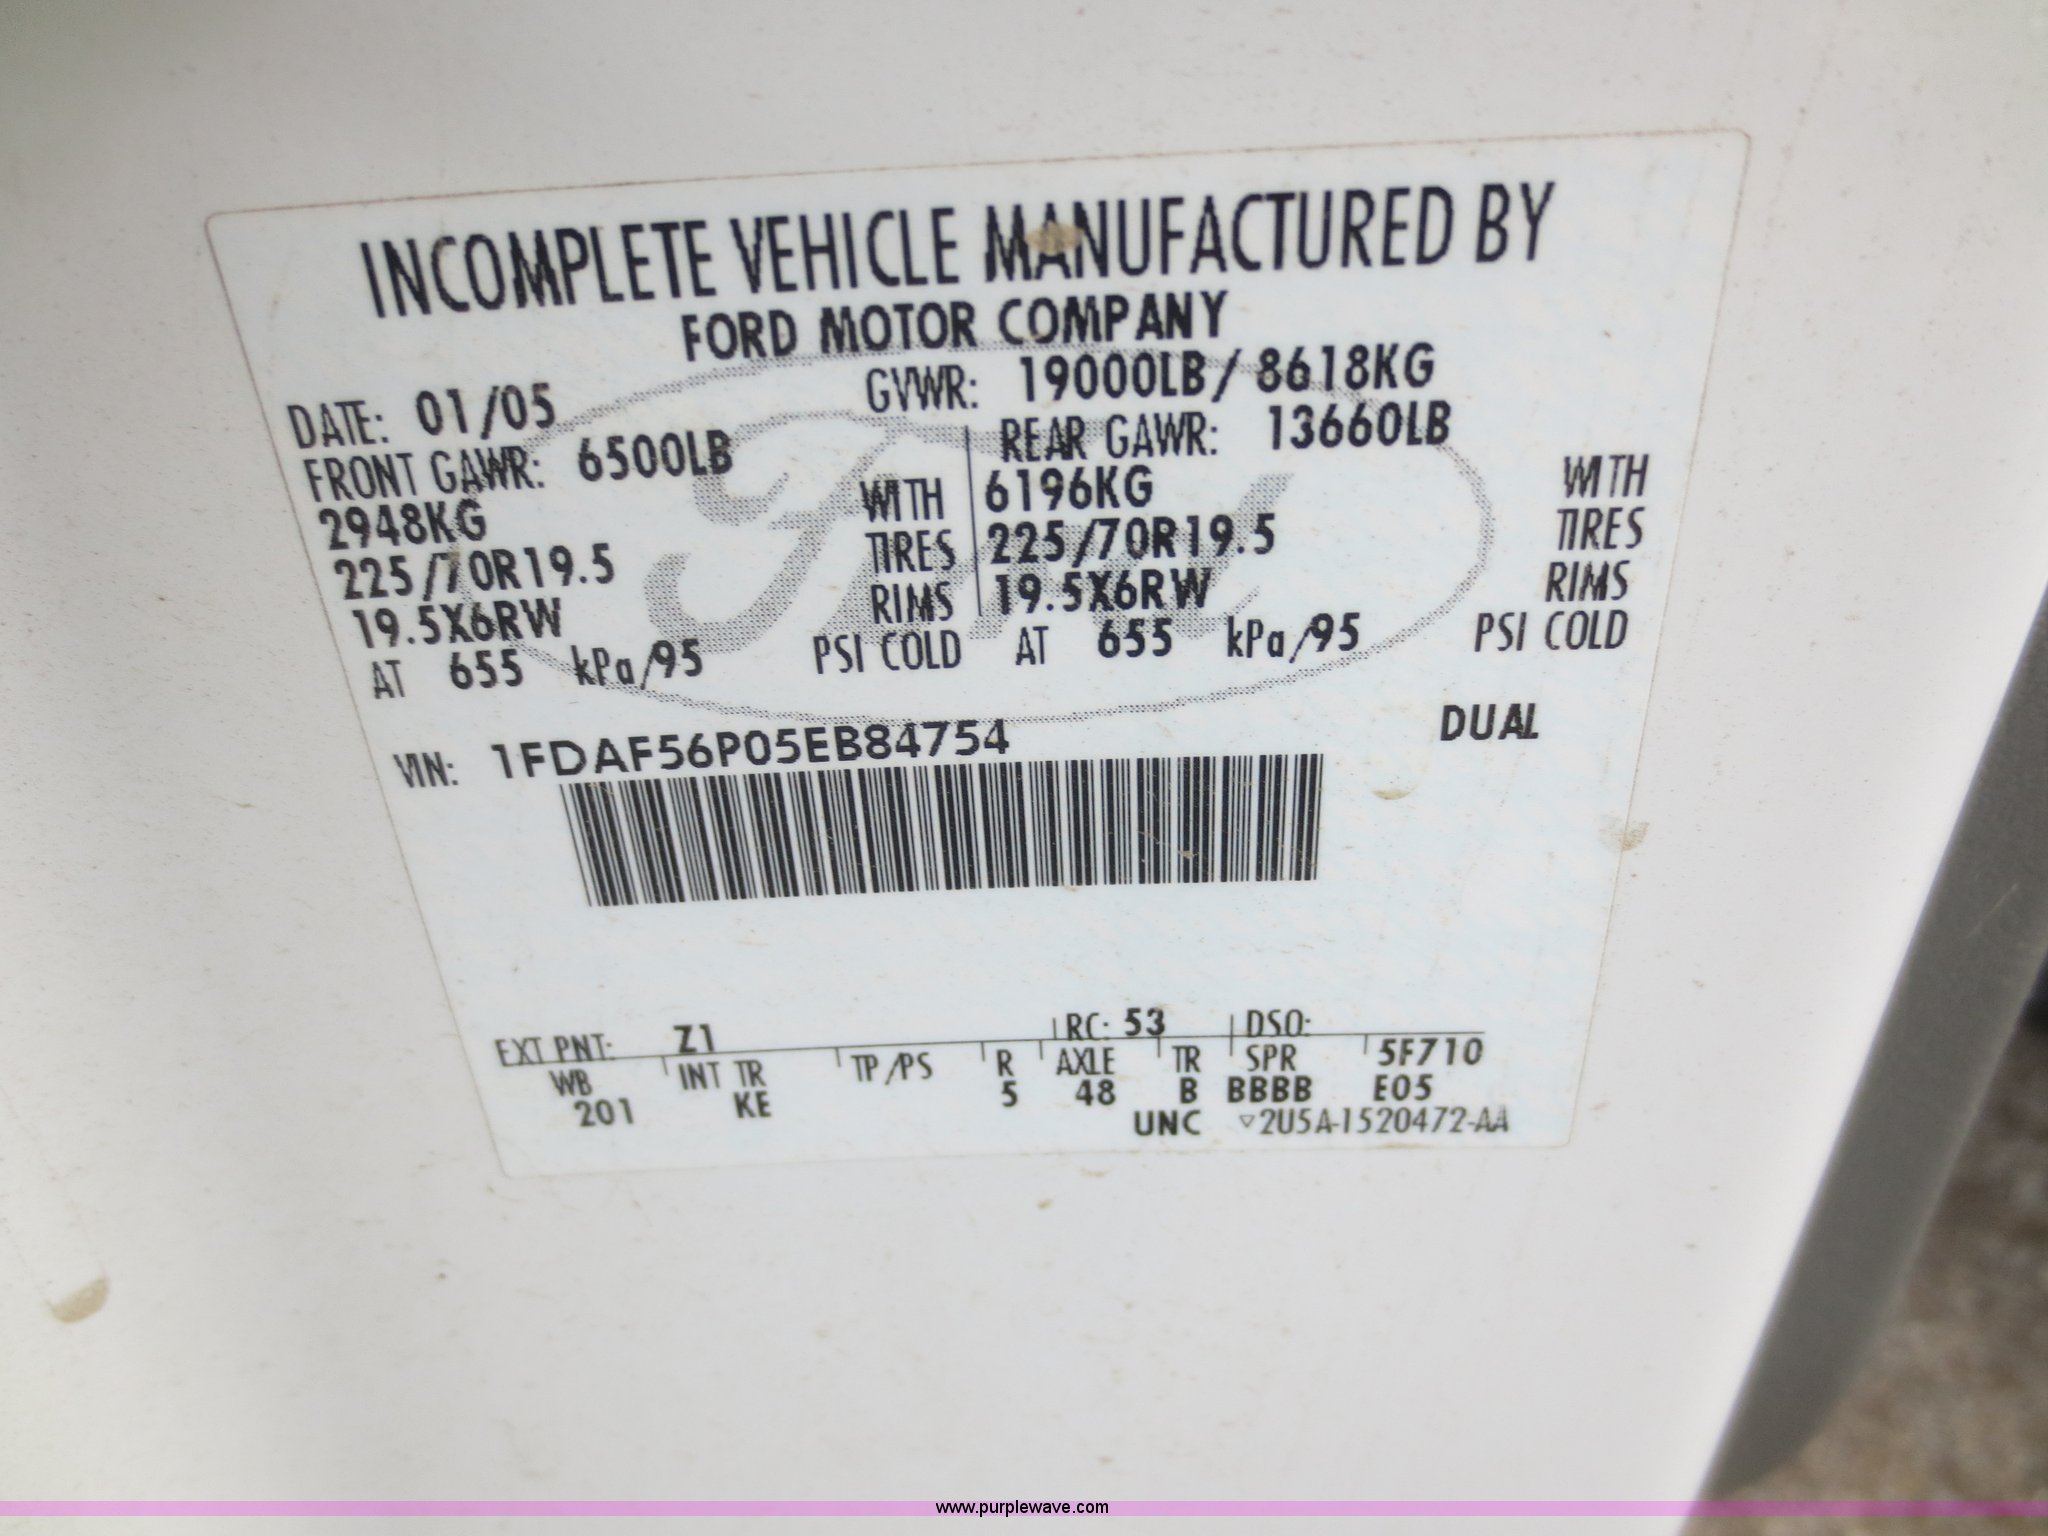 INCOMPLETE VEHICLE MANUFACTURED BY
FORD MOTOR COMPANY
DATE: 01/05 GVWR: 19000LB / 8618KG
FRONT GAWR: 6500LB REAR GAWR: 13660LB
2948KG WITH 6196KG WITH
225/70R19.5 TIRES 225/70R19.5 TIRES
19.5X6RW RIMS 19.5X6RW RIMS
AT 655 kPa/95 PSI COLD AT 655 kPa/95 PSI COLD
VIN: 1FDAF56P05EB84754 DUAL
EXT PNT: Z1 RC: 53 DSO:
WB INT TR TP/PS R AXLE TR SPR 5F710
201 KE 5 48 B BBBB E05
UNC ▽2U5A-1520472-AA
www.purplewave.com